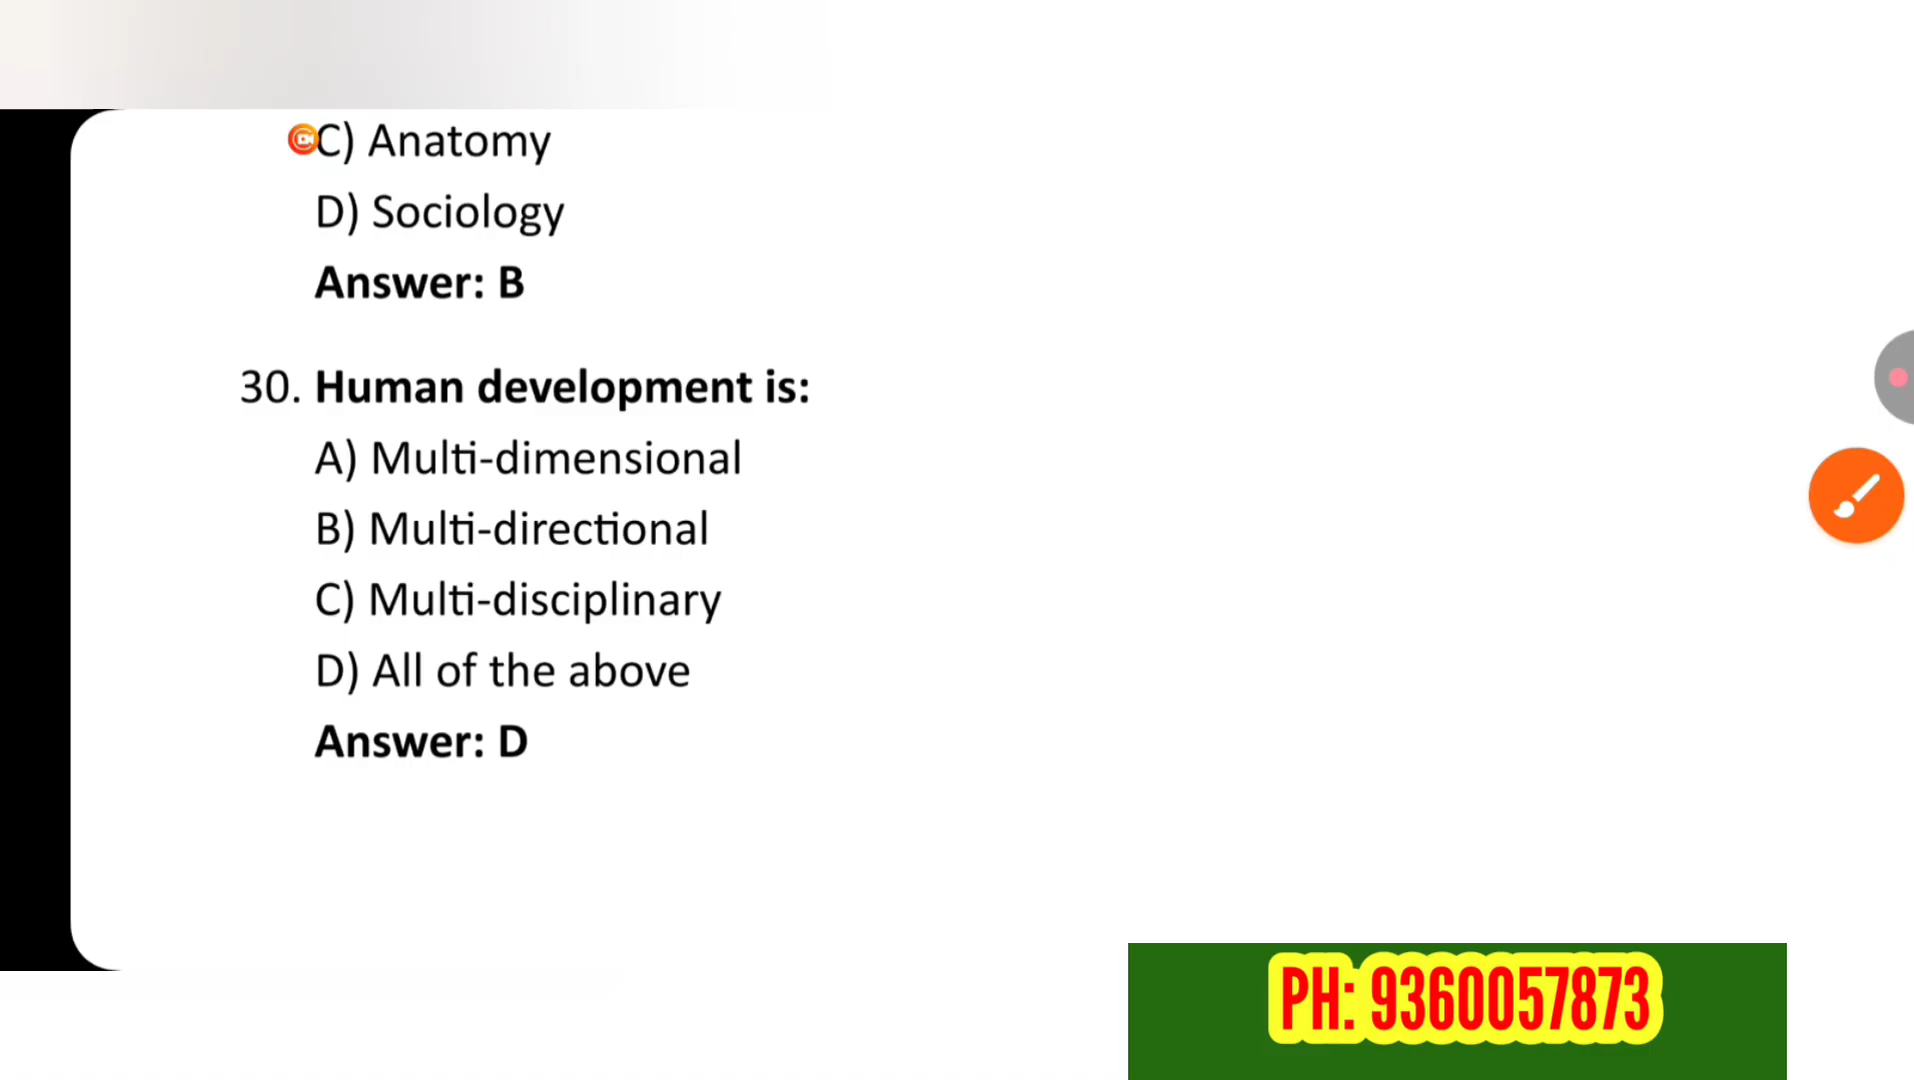 C) Anatomy
D) Sociology
Answer: B
30. Human development is:
A) Multi-dimensional
B) Multi-directional
C) Multi-disciplinary
D) All of the above
Answer: D
PH: 9360057873